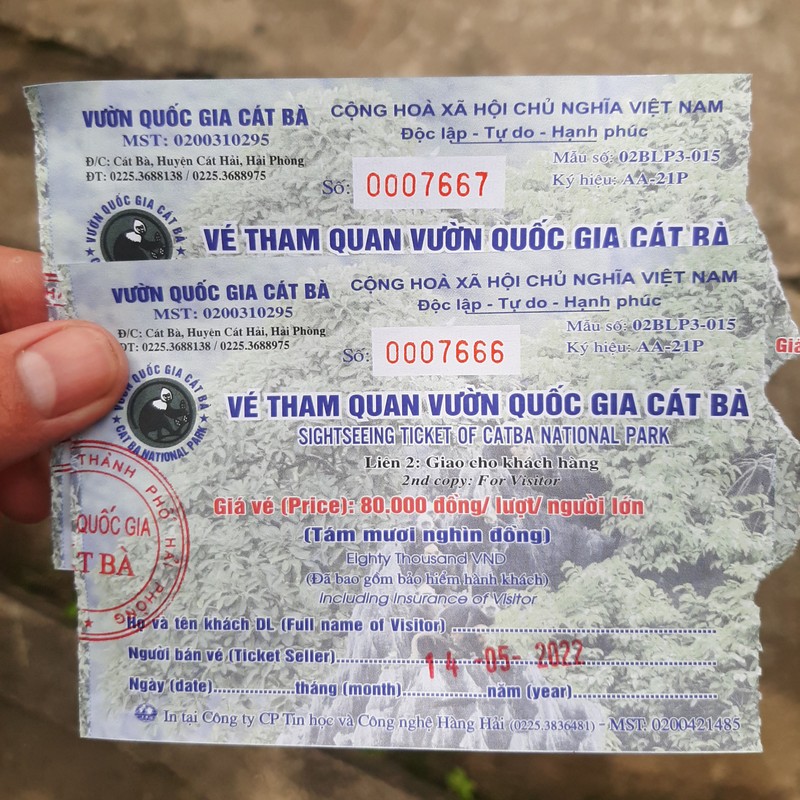 VƯỜN QUỐC GIA CÁT BÀ
MST: 0200310295
Đ/C: Cát Bà, Huyện Cát Hải, Hải Phòng
ĐT: 0225.3688138 / 0225.3688975
CỘNG HOÀ XÃ HỘI CHỦ NGHĨA VIỆT NAM
Độc lập - Tự do - Hạnh phúc
Mẫu số: 02BLP3-015
Ký hiệu: AA-21P
Số: 0007667
VƯỜN QUỐC GIA CÁT BÀ
VÉ THAM QUAN VƯỜN QUỐC GIA CÁT BÀ
Giá
VƯỜN QUỐC GIA CÁT BÀ
MST: 0200310295
Đ/C: Cát Bà, Huyện Cát Hải, Hải Phòng
ĐT: 0225.3688138 / 0225.3688975
CỘNG HOÀ XÃ HỘI CHỦ NGHĨA VIỆT NAM
Độc lập - Tự do - Hạnh phúc
Mẫu số: 02BLP3-015
Ký hiệu: AA-21P
Số: 0007666
VƯỜN QUỐC GIA CÁT BÀ
CAT BA NATIONAL PARK
VÉ THAM QUAN VƯỜN QUỐC GIA CÁT BÀ
SIGHTSEEING TICKET OF CATBA NATIONAL PARK
Liên 2: Giao cho khách hàng
2nd copy: For Visitor
Giá vé (Price): 80.000 đồng/ lượt/ người lớn
(Tám mươi nghìn đồng)
Eighty Thousand VND
(Đã bao gồm bảo hiểm hành khách)
Including Insurance of Visitor
THÀNH PHỐ HẢI PHÒNG
QUỐC GIA
T BÀ
Họ và tên khách DL (Full name of Visitor)
Người bán vé (Ticket Seller)
14-05-2022
Ngày (date) tháng (month) năm (year)
In tại Công ty CP Tin học và Công nghệ Hàng Hải (0225.3836481) - MST: 0200421485